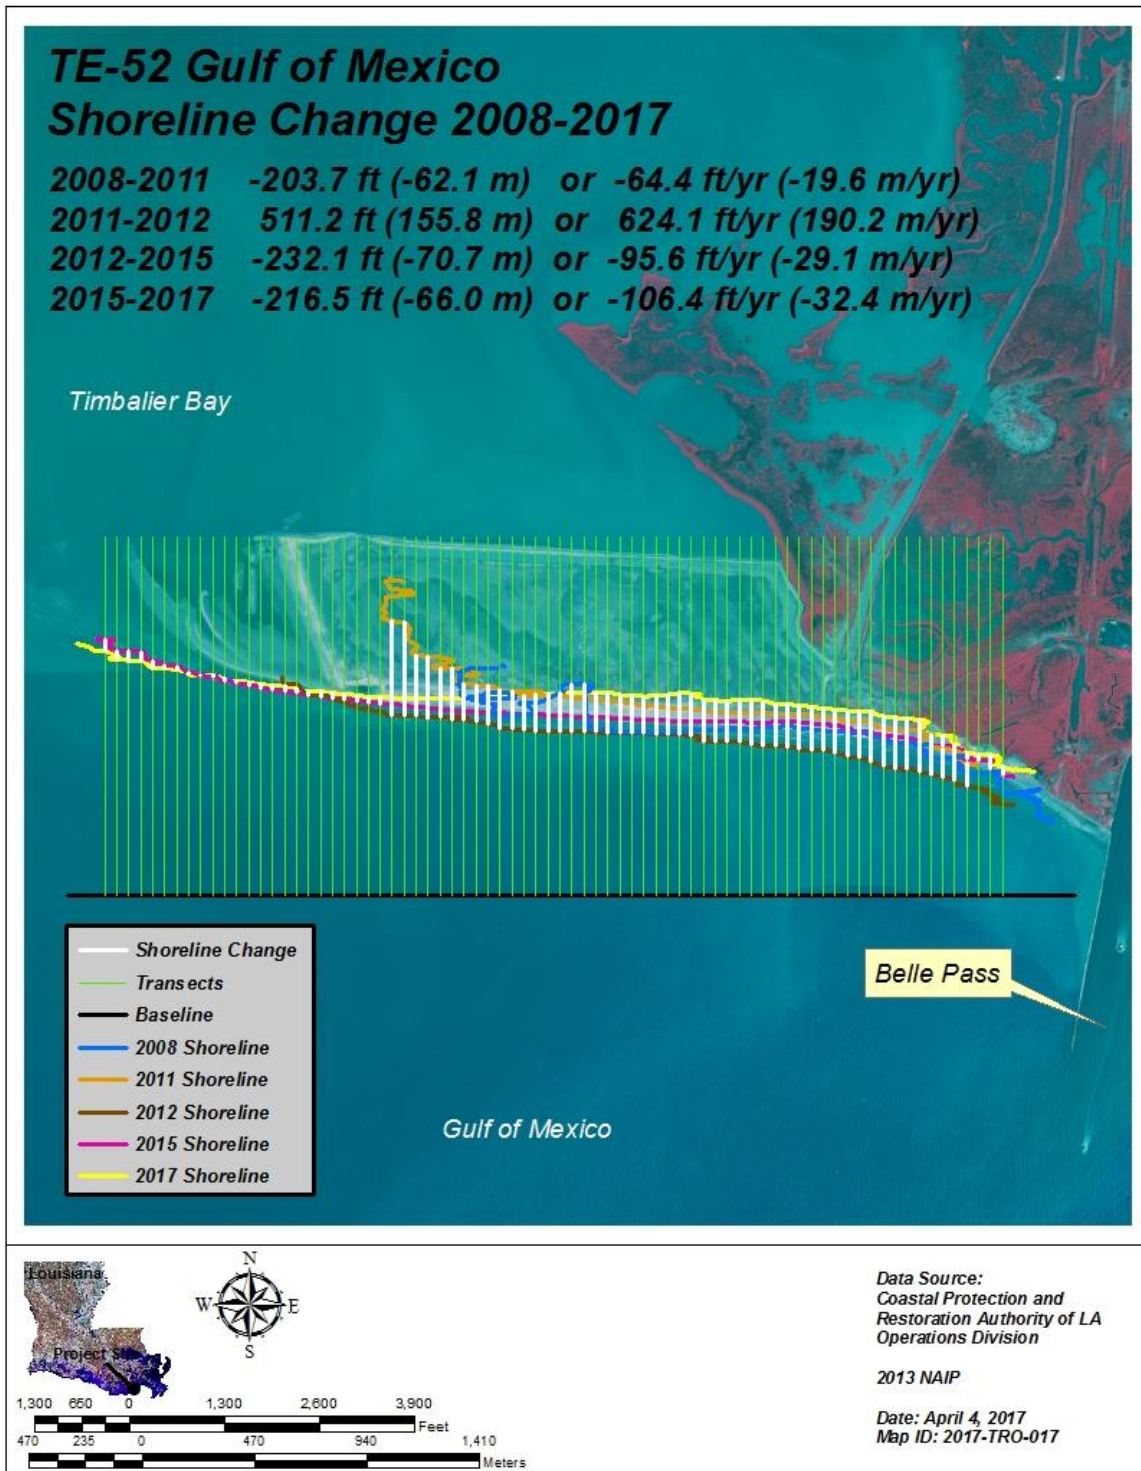 TE-52 Gulf of Mexico
Shoreline Change 2008-2017
2008-2011 -203.7 ft (-62.1 m) or -64.4 ft/yr (-19.6 m/yr)
2011-2012 511.2 ft (155.8 m) or 624.1 ft/yr (190.2 m/yr)
2012-2015 -232.1 ft (-70.7 m) or -95.6 ft/yr (-29.1 m/yr)
2015-2017 -216.5 ft (-66.0 m) or -106.4 ft/yr (-32.4 m/yr)
Timbalier Bay
Shoreline Change
Transects
Baseline
2008 Shoreline
2011 Shoreline
2012 Shoreline
2015 Shoreline
2017 Shoreline
Belle Pass
Gulf of Mexico
Louisiana
Project Site
N
W E
S
1,300 650 0 1,300 2,600 3,900
Feet
470 235 0 470 940 1,410
Meters
Data Source:
Coastal Protection and
Restoration Authority of LA
Operations Division
2013 NAIP
Date: April 4, 2017
Map ID: 2017-TRO-017